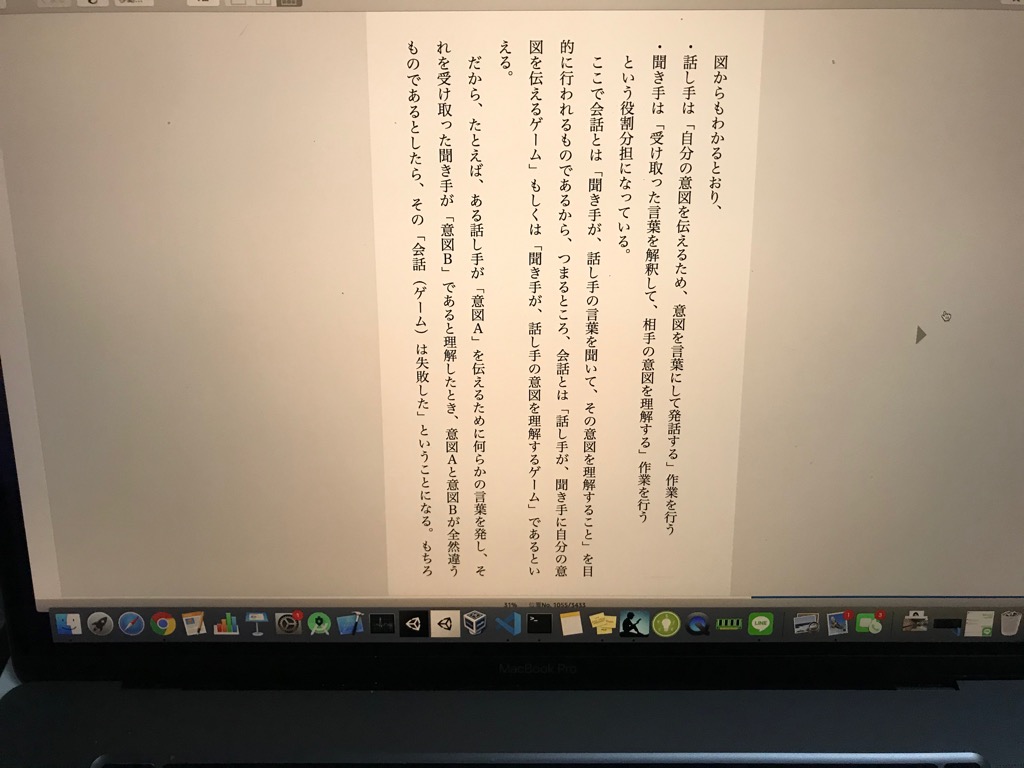 図からもわかるとおり、
・話し手は「自分の意図を伝えるため、意図を言葉にして発話する」作業を行う
・聞き手は「受け取った言葉を解釈して、相手の意図を理解する」作業を行う
という役割分担になっている。
ここで会話とは「聞き手が、話し手の言葉を聞いて、その意図を理解すること」を目
的に行われるものであるから、つまるところ、会話とは「話し手が、聞き手に自分の意
図を伝えるゲーム」もしくは「聞き手が、話し手の意図を理解するゲーム」であるとい
える。
だから、たとえば、ある話し手が「意図A」を伝えるために何らかの言葉を発し、そ
れを受け取った聞き手が「意図B」であると理解したとき、意図Aと意図Bが全然違う
ものであるとしたら、その「会話（ゲーム）は失敗した」ということになる。もちろ
31% 位置No. 1055/3433
LINE
MacBook Pro